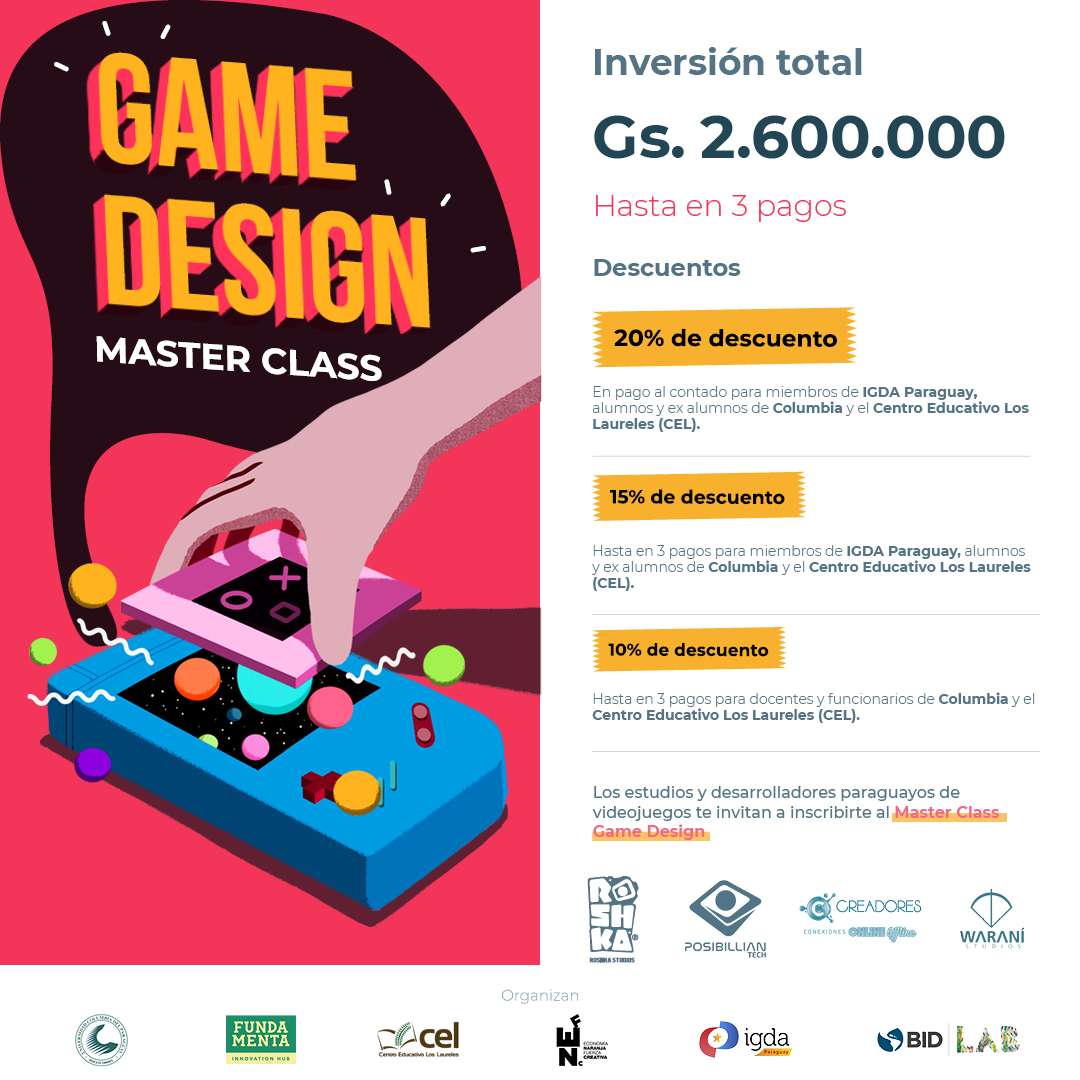 GAME
DESIGN
MASTER CLASS
Inversión total
Gs. 2.600.000
Hasta en 3 pagos
Descuentos
20% de descuento
En pago al contado para miembros de IGDA Paraguay,
alumnos y ex alumnos de Columbia y el Centro Educativo Los
Laureles (CEL).
15% de descuento
Hasta en 3 pagos para miembros de IGDA Paraguay, alumnos
y ex alumnos de Columbia y el Centro Educativo Los Laureles
(CEL).
10% de descuento
Hasta en 3 pagos para docentes y funcionarios de Columbia y el
Centro Educativo Los Laureles (CEL).
Los estudios y desarrolladores paraguayos de
videojuegos te invitan a inscribirte al Master Class
Game Design
ROSHKA®
ROSHKA STUDIOS
POSIBILLIAN
TECH
CREADORES
CONEXIONES ONLINE offline
WARANÍ
STUDIOS
Organizan
UNIVERSIDAD COLUMBIA DEL PARAGUAY
FUNDA
MENTA
INNOVATION HUB
cel
Centro Educativo Los Laureles
ENFC
ECONOMÍA
NARANJA
FUERZA
CREATIVA
igda
Paraguay
BID LAB